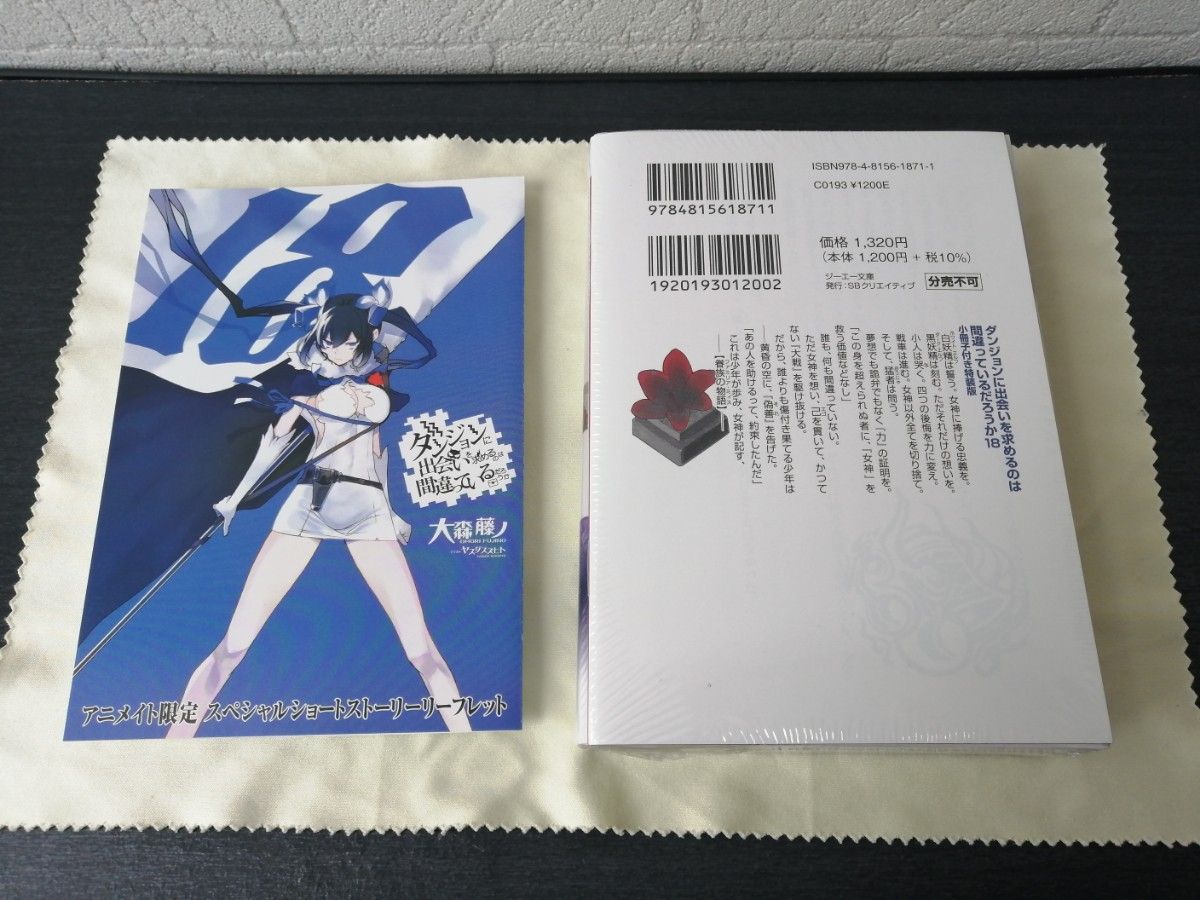 18
ダンジョンに
出会いを求めるのは
間違っているだろうか
大森藤ノ
OMORI FUJINO
ヤスダスズヒト
アニメイト限定 スペシャルショートストーリーリーフレット
ISBN978-4-8156-1871-1
C0193 ¥1200E
9784815618711
価格 1,320円
(本体 1,200円 + 税10%)
1920193012002
ジーエー文庫
発行:SBクリエイティブ
分売不可
ダンジョンに出会いを求めるのは
間違っているだろうか18
小冊子付き特装版
白妖精は誓う。女神に捧げる忠義を。
黒妖精は刻む。ただそれだけの想いを。
小人は哭く。四つの後悔を力に変え。
戦車は進む。女神以外全てを切り捨て。
そして、猛者は問う。
夢想でも詭弁でもなく「力」の証明を。
「この身を超えられぬ者に、『女神』を
救う価値などなし」
誰も、何も間違っていない。
ただ女神を想い、己を貫いて、かつて
ない『大戦』を駆け抜ける。
だから、誰よりも傷付き果てる少年は
――黄昏の空に、『偽善』を告げた。
「あの人を助けるって、約束したんだ」
これは少年が歩み、女神が記す、
──【眷族の物語】──